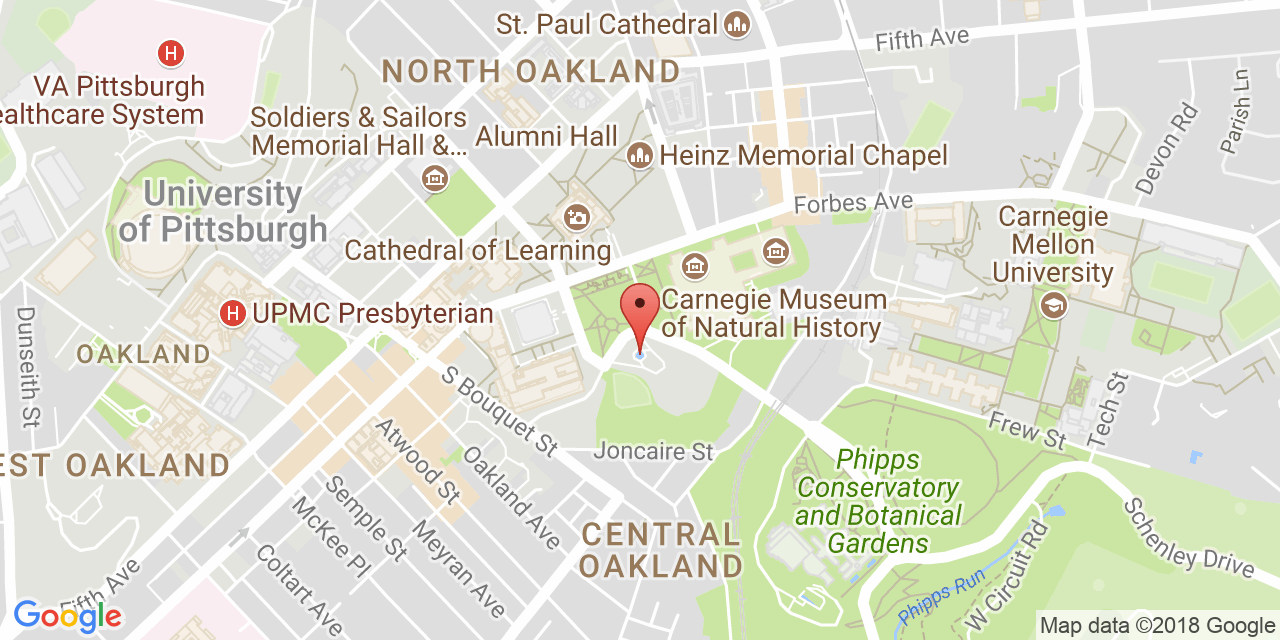 St. Paul Cathedral
Fifth Ave
H
VA Pittsburgh
ealthcare System
NORTH OAKLAND
Parish Ln
Devon Rd
Soldiers & Sailors
Memorial Hall &...
Alumni Hall
Heinz Memorial Chapel
University
of Pittsburgh
Forbes Ave
Carnegie
Mellon
University
Cathedral of Learning
H
UPMC Presbyterian
Carnegie Museum
of Natural History
Dunseith St
OAKLAND
S Bouquet St
Tech St
Frew St
Atwood St
Joncaire St
EST OAKLAND
Oakland Ave
Phipps
Conservatory
and Botanical
Gardens
Semple St
McKee Pl
Meyran Ave
CENTRAL
OAKLAND
Schenley Drive
Coltart Ave
Fifth Ave
Phipps Run
W Circuit Rd
Google
Map data ©2018 Google